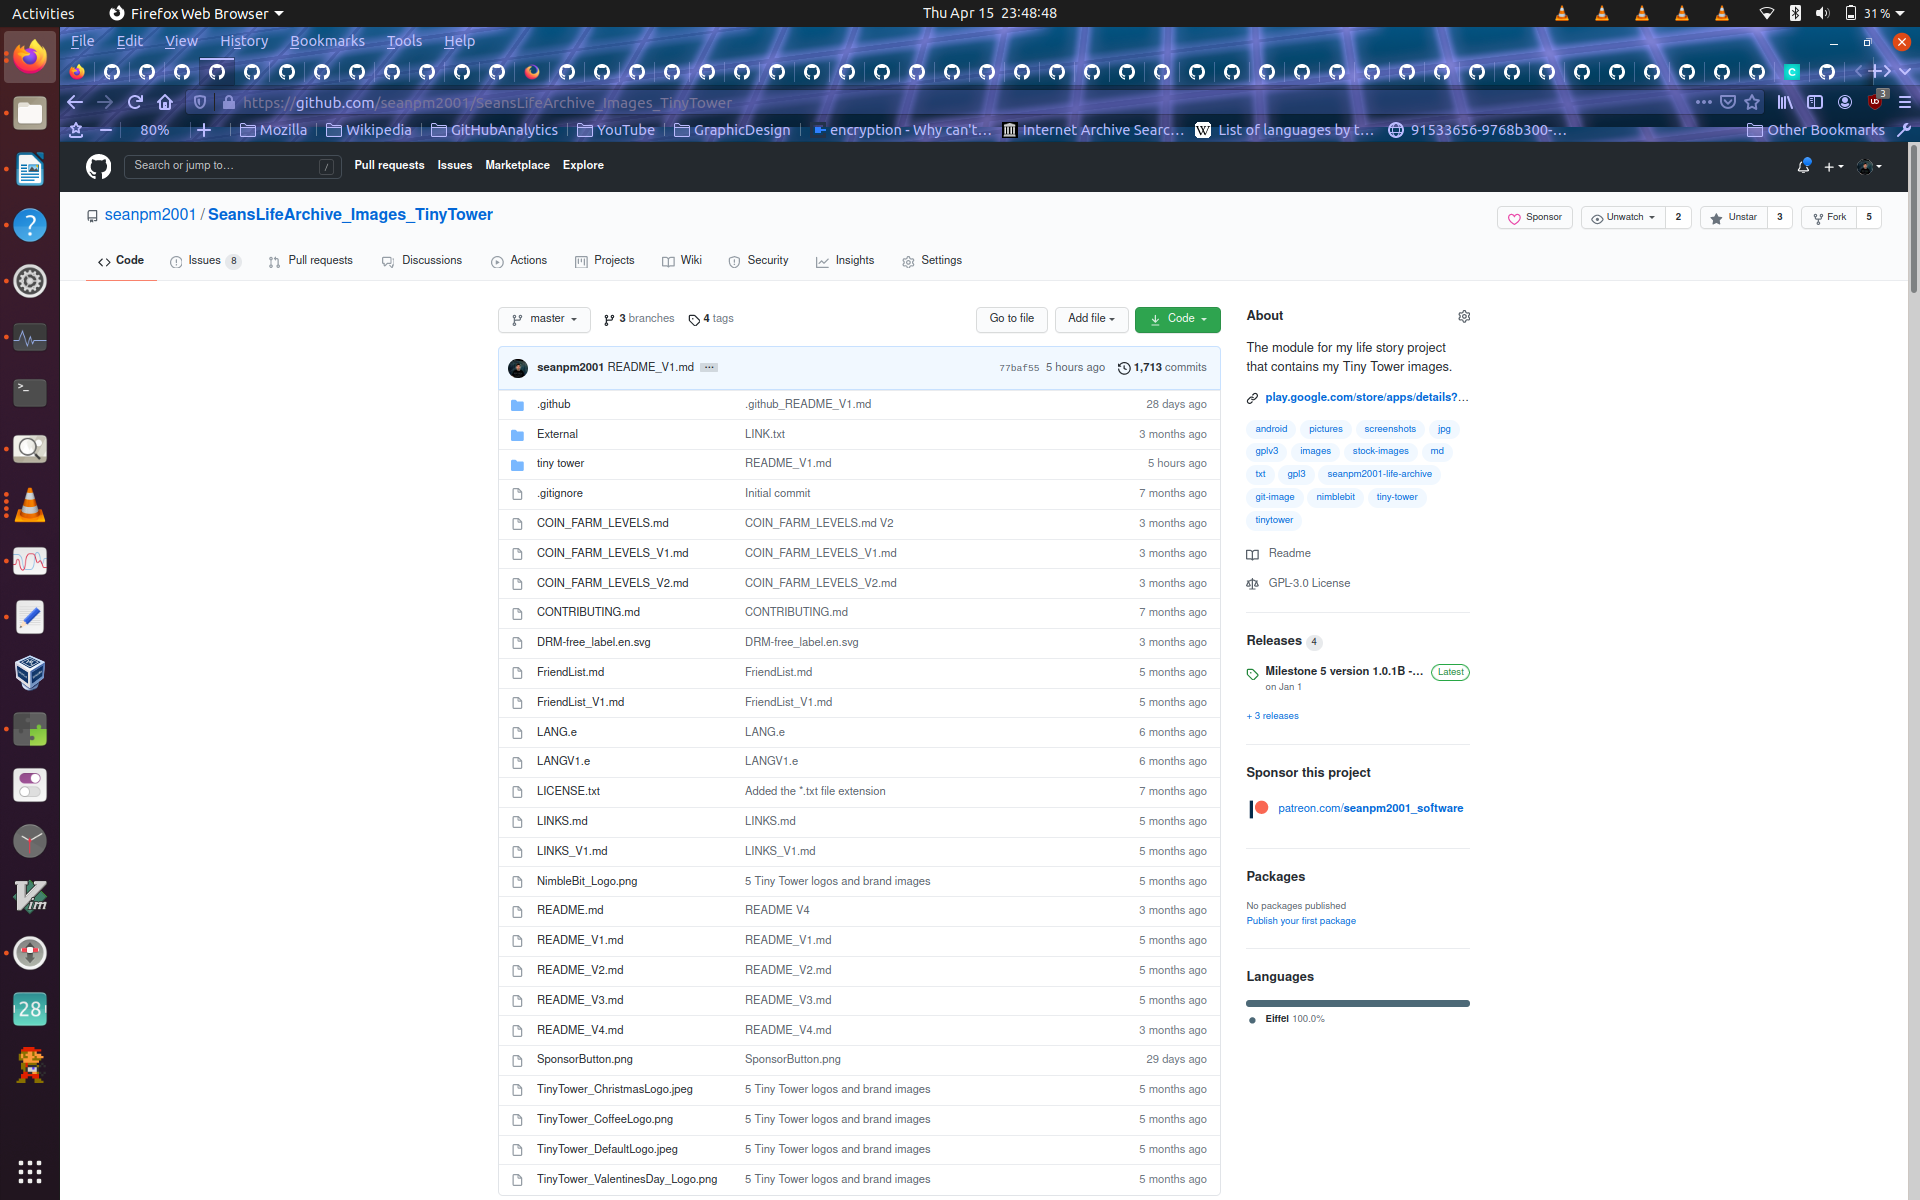 Activities Firefox Web Browser Thu Apr 15 23:48:48 31 %
File Edit View History Bookmarks Tools Help
https://github.com/seanpm2001/SeansLifeArchive_Images_TinyTower 3
80% Mozilla Wikipedia GitHubAnalytics YouTube GraphicDesign encryption - Why can't… Internet Archive Searc… List of languages by t… 91533656-9768b300-… Other Bookmarks
Search or jump to… / Pull requests Issues Marketplace Explore
seanpm2001 / SeansLifeArchive_Images_TinyTower Sponsor Unwatch 2 Unstar 3 Fork 5
Code Issues 8 Pull requests Discussions Actions Projects Wiki Security Insights Settings
master 3 branches 4 tags Go to file Add file Code
seanpm2001 README_V1.md ... 77baf55 5 hours ago 1,713 commits
.github .github_README_V1.md 28 days ago
External LINK.txt 3 months ago
tiny tower README_V1.md 5 hours ago
.gitignore Initial commit 7 months ago
COIN_FARM_LEVELS.md COIN_FARM_LEVELS.md V2 3 months ago
COIN_FARM_LEVELS_V1.md COIN_FARM_LEVELS_V1.md 3 months ago
COIN_FARM_LEVELS_V2.md COIN_FARM_LEVELS_V2.md 3 months ago
CONTRIBUTING.md CONTRIBUTING.md 7 months ago
DRM-free_label.en.svg DRM-free_label.en.svg 3 months ago
FriendList.md FriendList.md 5 months ago
FriendList_V1.md FriendList_V1.md 5 months ago
LANG.e LANG.e 6 months ago
LANGV1.e LANGV1.e 6 months ago
LICENSE.txt Added the *.txt file extension 7 months ago
LINKS.md LINKS.md 5 months ago
LINKS_V1.md LINKS_V1.md 5 months ago
NimbleBit_Logo.png 5 Tiny Tower logos and brand images 5 months ago
README.md README V4 3 months ago
README_V1.md README_V1.md 5 months ago
README_V2.md README_V2.md 5 months ago
README_V3.md README_V3.md 5 months ago
README_V4.md README_V4.md 3 months ago
SponsorButton.png SponsorButton.png 29 days ago
TinyTower_ChristmasLogo.jpeg 5 Tiny Tower logos and brand images 5 months ago
TinyTower_CoffeeLogo.png 5 Tiny Tower logos and brand images 5 months ago
TinyTower_DefaultLogo.jpeg 5 Tiny Tower logos and brand images 5 months ago
TinyTower_ValentinesDay_Logo.png 5 Tiny Tower logos and brand images 5 months ago
About
The module for my life story project
that contains my Tiny Tower images.
play.google.com/store/apps/details?…
android pictures screenshots jpg
gplv3 images stock-images md
txt gpl3 seanpm2001-life-archive
git-image nimblebit tiny-tower
tinytower
Readme
GPL-3.0 License
Releases 4
Milestone 5 version 1.0.1B -… Latest
on Jan 1
+ 3 releases
Sponsor this project
patreon.com/seanpm2001_software
Packages
No packages published
Publish your first package
Languages
Eiffel 100.0%
28